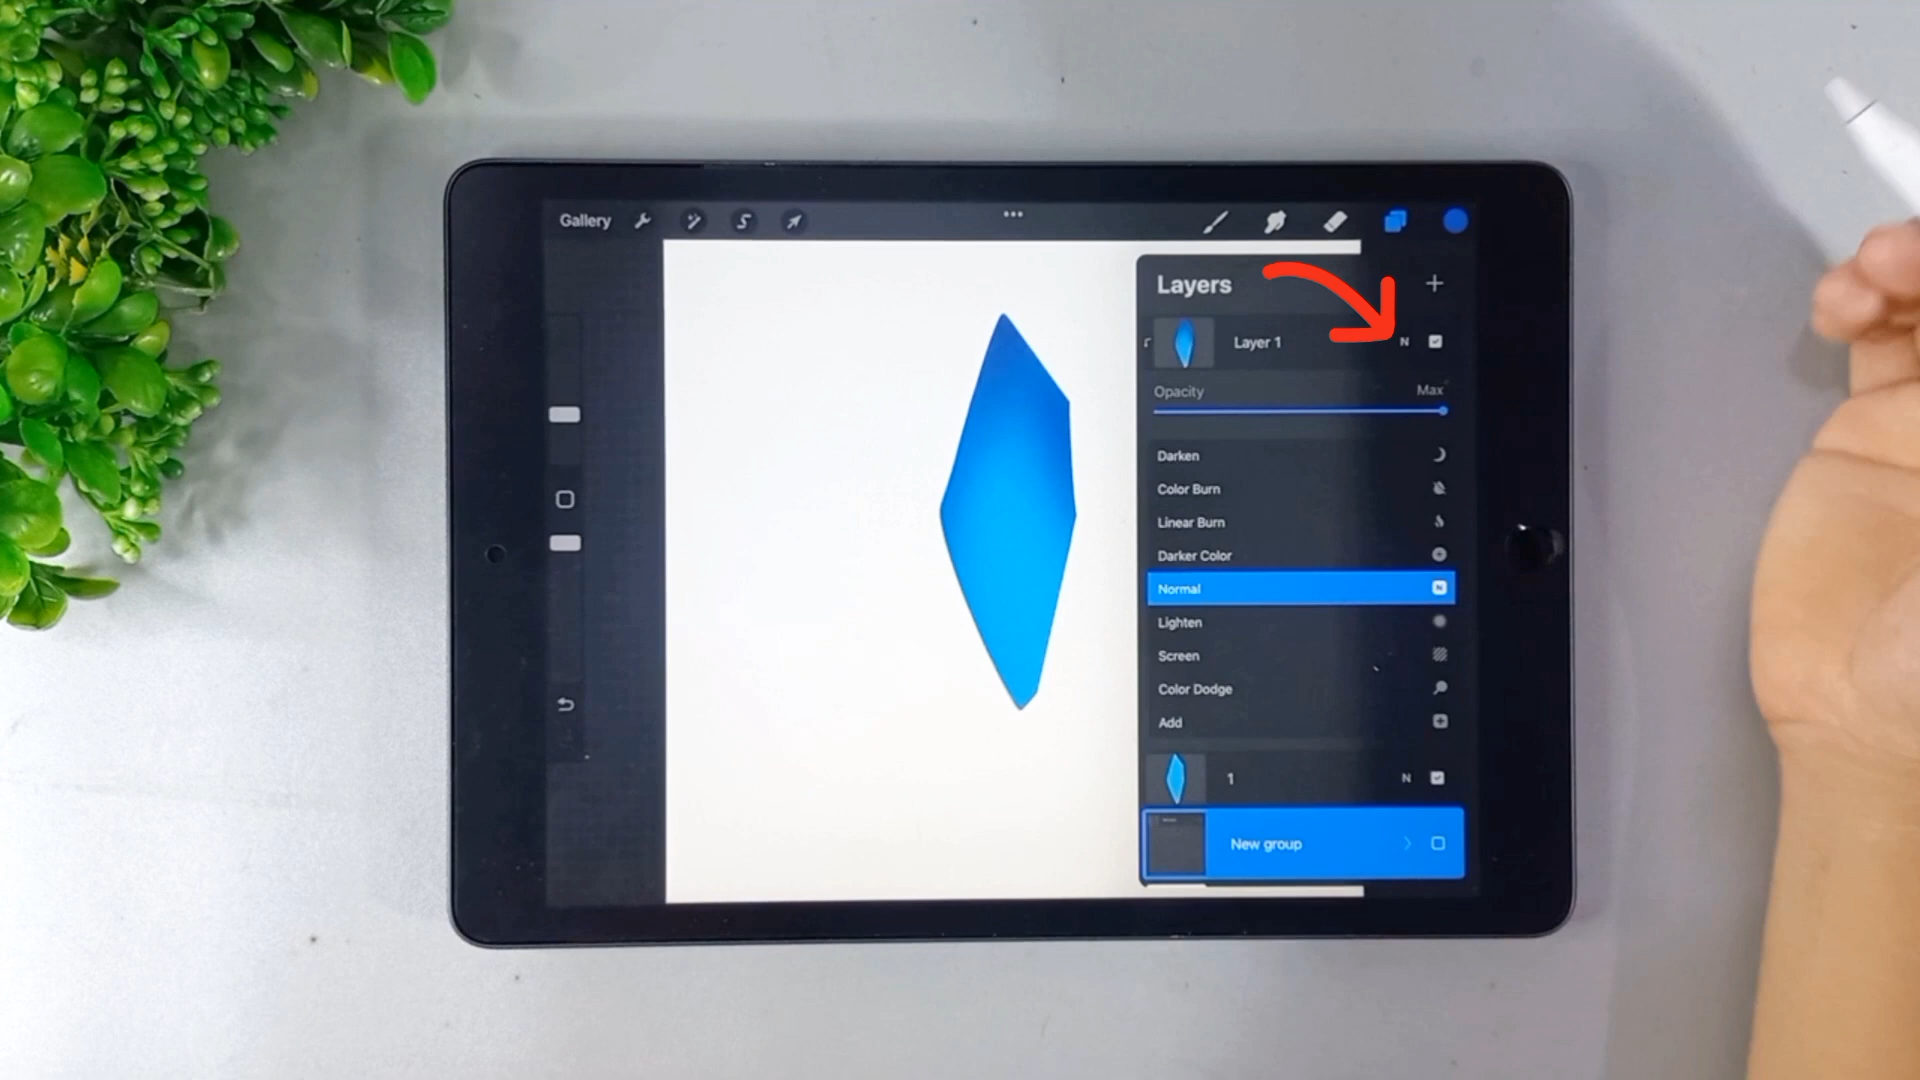 Gallery
Layers
Layer 1 N
Opacity Max
Darken
Color Burn
Linear Burn
Darker Color
Normal N
Lighten
Screen
Color Dodge
Add
1 N
New group